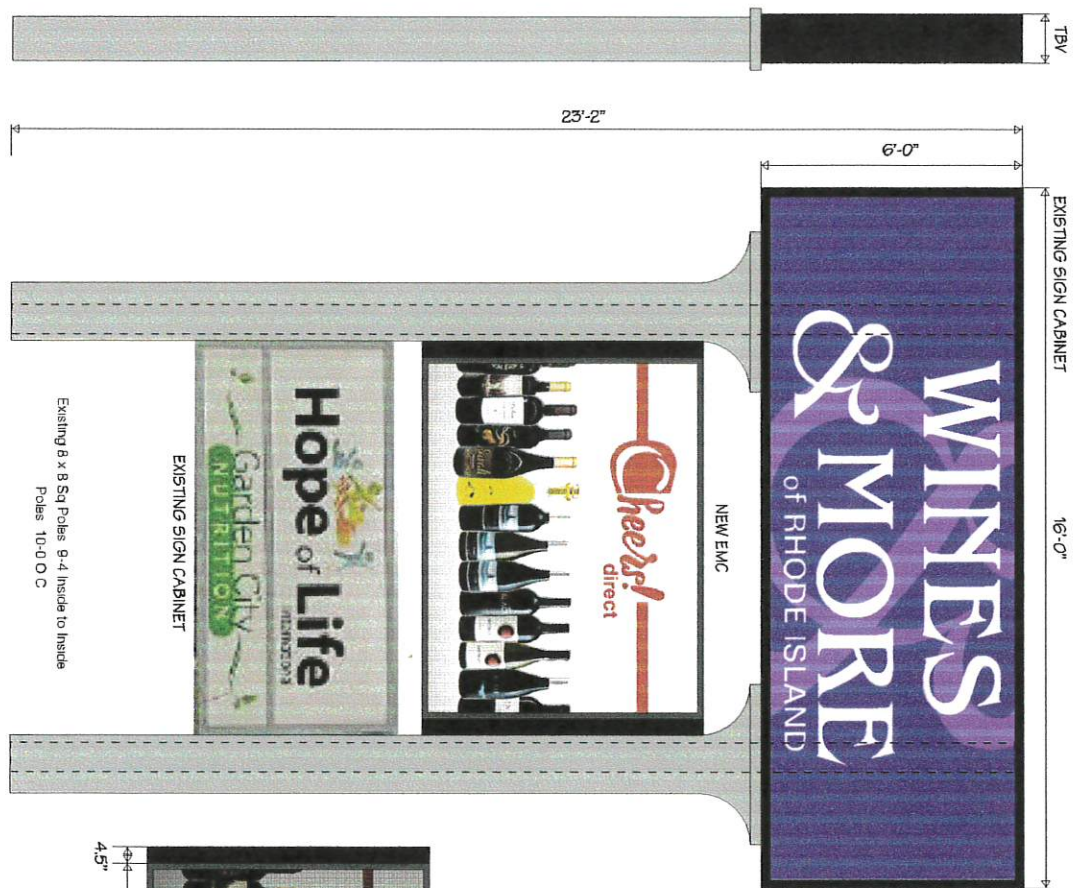 TBV
23'-2"
6'-0"
EXISTING SIGN CABINET
16'-0"
WINES
& MORE
of RHODE ISLAND
NEW EMC
Cheers!
direct
Hope of Life
INTERNATIONAL
Garden City
NUTRITION
EXISTING SIGN CABINET
Existing 8 x 8 Sq Poles 9-4 Inside to Inside
Poles 10-0 O.C
4.5"